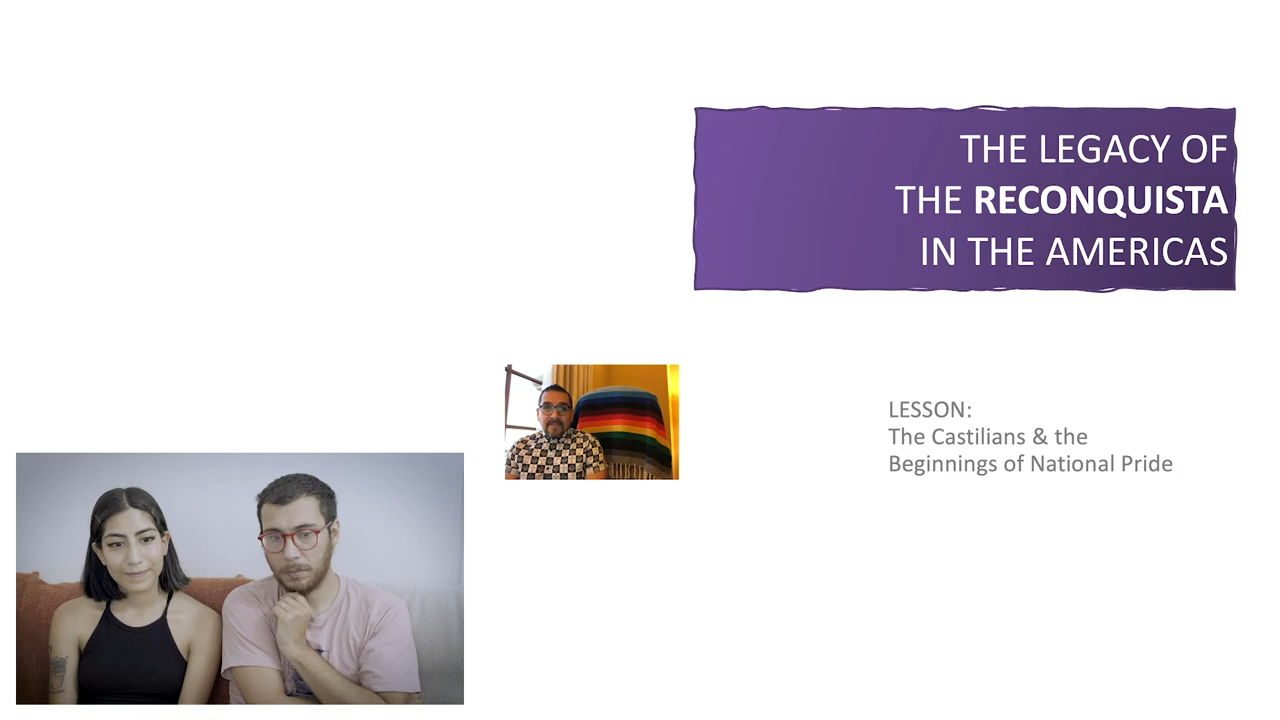 THE LEGACY OF
THE RECONQUISTA
IN THE AMERICAS
LESSON:
The Castilians & the
Beginnings of National Pride